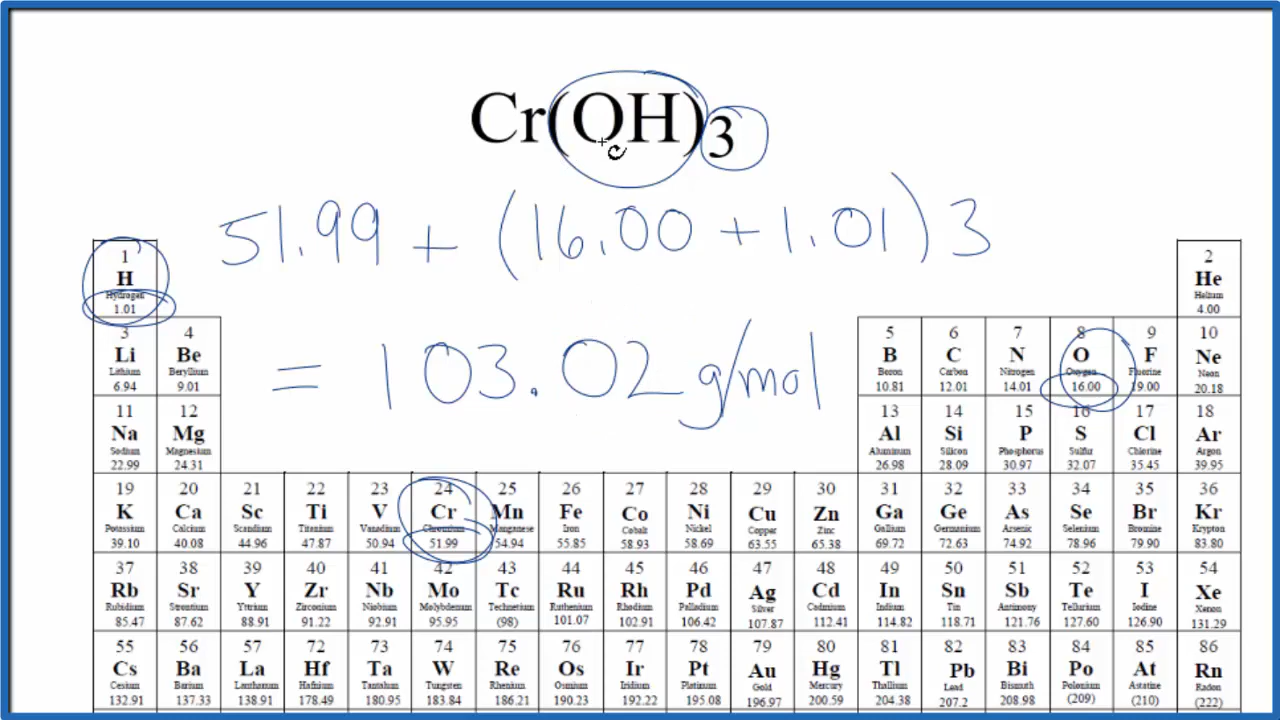 Cr(OH)3
51.99 + (16.00 + 1.01) 3
= 103.02 g/mol
1 2
H He
Hydrogen Helium
1.01 4.00
3 4 5 6 7 8 9 10
Li Be B C N O F Ne
Lithium Beryllium Boron Carbon Nitrogen Oxygen Fluorine Neon
6.94 9.01 10.81 12.01 14.01 16.00 19.00 20.18
11 12 13 14 15 16 17 18
Na Mg Al Si P S Cl Ar
Sodium Magnesium Aluminum Silicon Phosphorus Sulfur Chlorine Argon
22.99 24.31 26.98 28.09 30.97 32.07 35.45 39.95
19 20 21 22 23 24 25 26 27 28 29 30 31 32 33 34 35 36
K Ca Sc Ti V Cr Mn Fe Co Ni Cu Zn Ga Ge As Se Br Kr
Potassium Calcium Scandium Titanium Vanadium Chromium Manganese Iron Cobalt Nickel Copper Zinc Gallium Germanium Arsenic Selenium Bromine Krypton
39.10 40.08 44.96 47.87 50.94 51.99 54.94 55.85 58.93 58.69 63.55 65.38 69.72 72.63 74.92 78.96 79.90 83.80
37 38 39 40 41 42 43 44 45 46 47 48 49 50 51 52 53 54
Rb Sr Y Zr Nb Mo Tc Ru Rh Pd Ag Cd In Sn Sb Te I Xe
Rubidium Strontium Yttrium Zirconium Niobium Molybdenum Technetium Ruthenium Rhodium Palladium Silver Cadmium Indium Tin Antimony Tellurium Iodine Xenon
85.47 87.62 88.91 91.22 92.91 95.95 (98) 101.07 102.91 106.42 107.87 112.41 114.82 118.71 121.76 127.60 126.90 131.29
55 56 57 72 73 74 75 76 77 78 79 80 81 82 83 84 85 86
Cs Ba La Hf Ta W Re Os Ir Pt Au Hg Tl Pb Bi Po At Rn
Cesium Barium Lanthanum Hafnium Tantalum Tungsten Rhenium Osmium Iridium Platinum Gold Mercury Thallium Lead Bismuth Polonium Astatine Radon
132.91 137.33 138.91 178.49 180.95 183.84 186.21 190.23 192.22 195.08 196.97 200.59 204.38 207.2 208.98 (209) (210) (222)